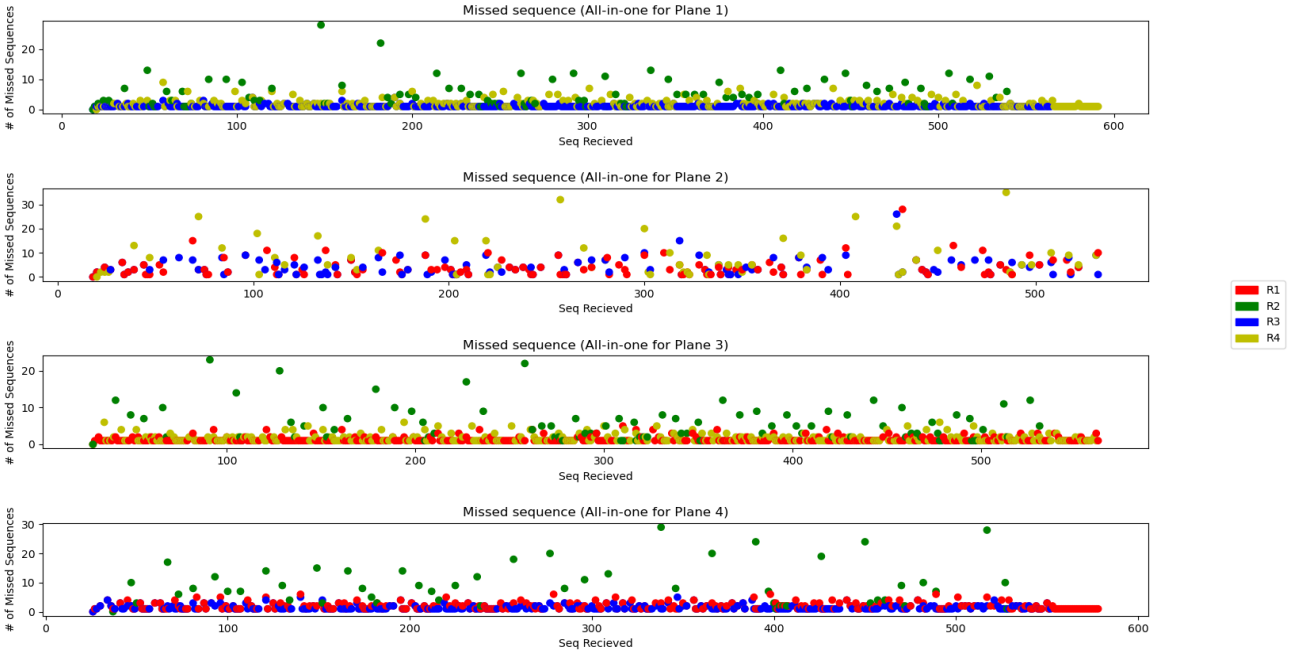 Missed sequence (All-in-one for Plane 1)
# of Missed Sequences
20
10
0
0 100 200 300 400 500 600
Seq Recieved
Missed sequence (All-in-one for Plane 2)
# of Missed Sequences
30
20
10
0
0 100 200 300 400 500
Seq Recieved
R1
R2
R3
R4
Missed sequence (All-in-one for Plane 3)
# of Missed Sequences
20
10
0
100 200 300 400 500
Seq Recieved
Missed sequence (All-in-one for Plane 4)
# of Missed Sequences
30
20
10
0
0 100 200 300 400 500 600
Seq Recieved